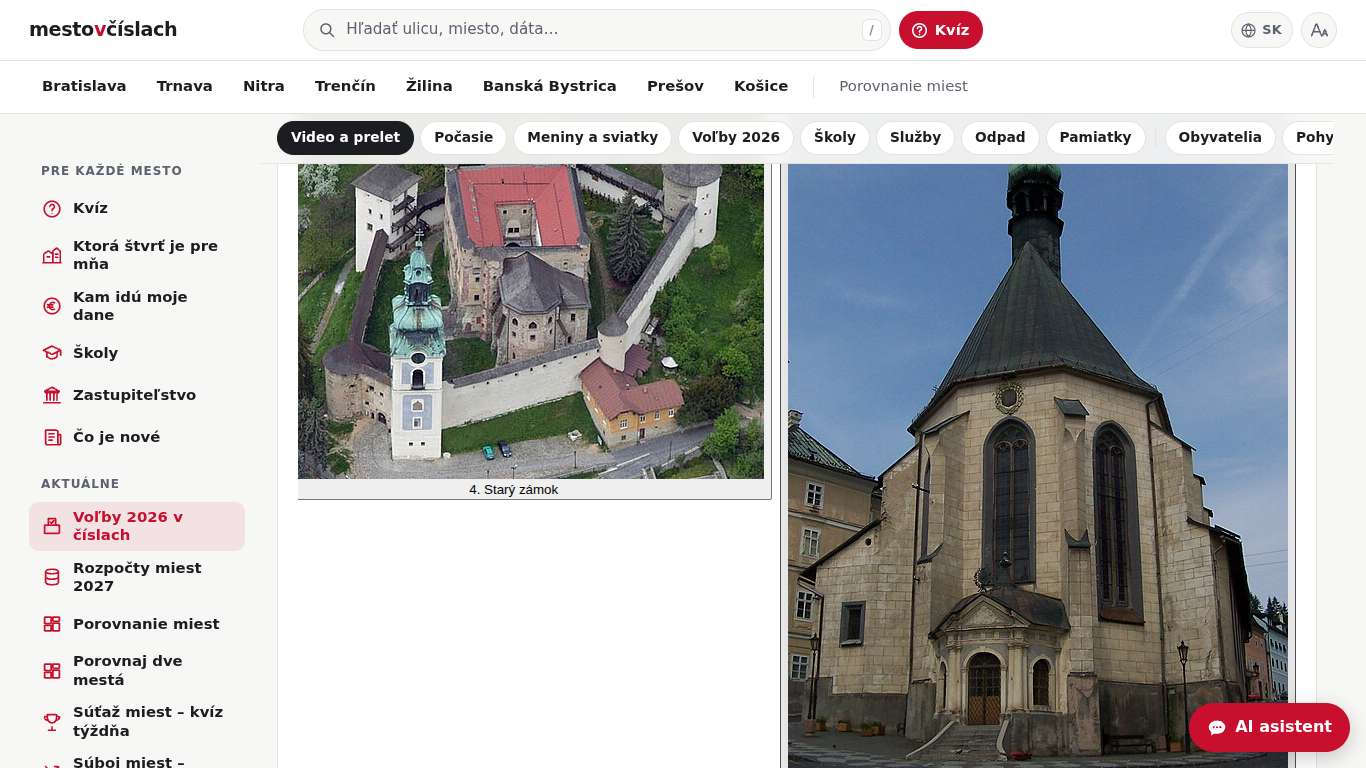 mestovčíslach
Hľadať ulicu, miesto, dáta...
/
Kvíz
SK
Bratislava
Trnava
Nitra
Trenčín
Žilina
Banská Bystrica
Prešov
Košice
Porovnanie miest
Video a prelet
Počasie
Meniny a sviatky
Voľby 2026
Školy
Služby
Odpad
Pamiatky
Obyvatelia
Pohy
PRE KAŽDÉ MESTO
Kvíz
Ktorá štvrť je pre
mňa
Kam idú moje
dane
Školy
Zastupiteľstvo
Čo je nové
AKTUÁLNE
Voľby 2026 v
číslach
Rozpočty miest
2027
Porovnanie miest
Porovnaj dve
mestá
Súťaž miest – kvíz
týždňa
Súboj miest –
4. Starý zámok
AI asistent